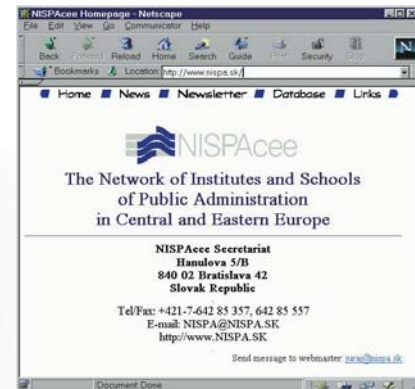 NISPAcee Homepage - Netscape
File Edit View Go Communicator Help
Back Forward Reload Home Search Guide Print Security Stop
Bookmarks Location: http://www.nispa.sk/
Home News Newsletter Database Links
NISPAcee
The Network of Institutes and Schools
of Public Administration
in Central and Eastern Europe
NISPAcee Secretariat
Hanulova 5/B
840 02 Bratislava 42
Slovak Republic
Tel/Fax: +421-7-642 85 357, 642 85 557
E-mail: NISPA@NISPA.SK
http://www.NISPA.SK
Send message to webmaster: juraj@nispa.sk
Document Done